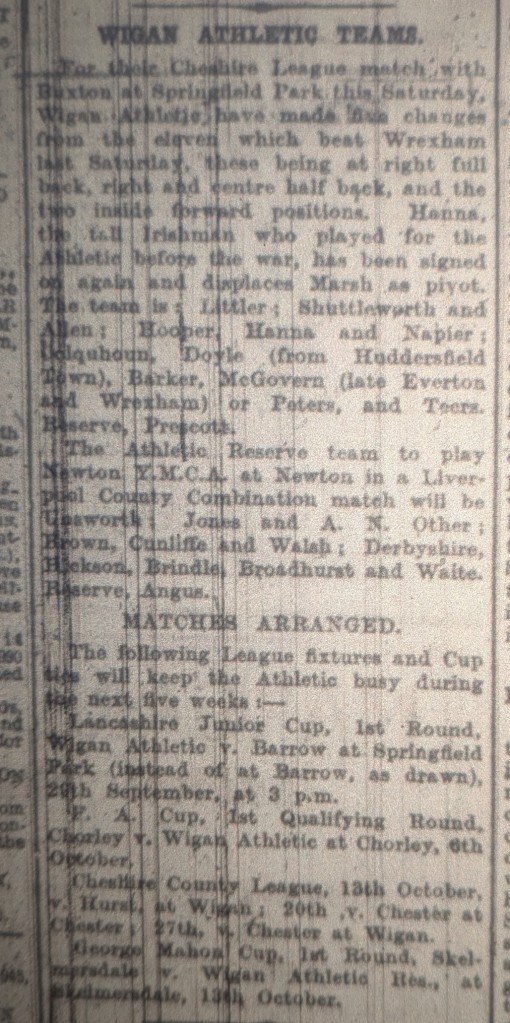 WIGAN ATHLETIC TEAMS.
For their Cheshire League match with
Buxton at Springfield Park this Saturday,
Wigan Athletic have made five changes
from the eleven which beat Wrexham
last Saturday, these being at right full
back, right and centre half back, and the
two inside forward positions. Hanna,
the tall Irishman who played for the
Athletic before the war, has been signed
on again and displaces Marsh as pivot.
The team is: Littler; Shuttleworth and
Allen; Hooper, Hanna and Napier;
Colquhoun, Doyle (from Huddersfield
Town), Barker, McGovern (late Everton
and Wrexham) or Peters, and Teers.
Reserve, Prescott.
The Athletic Reserve team to play
Newton Y.M.C.A. at Newton in a Liver-
pool County Combination match will be
Unsworth; Jones and A. N. Other;
Brown, Cunliffe and Walsh; Derbyshire,
Hickson, Brindle, Broadhurst and Waite.
Reserve, Angus.
MATCHES ARRANGED.
The following League fixtures and Cup
ties will keep the Athletic busy during
the next five weeks:—
Lancashire Junior Cup, 1st Round,
Wigan Athletic v. Barrow at Springfield
Park (instead of at Barrow, as drawn),
29th September, at 3 p.m.
F. A. Cup, 1st Qualifying Round,
Chorley v. Wigan Athletic at Chorley, 6th
October.
Cheshire County League, 13th October,
v. Hurst, at Wigan; 20th v. Chester at
Chester; 27th, v. Chester at Wigan.
George Mahon Cup, 1st Round, Skel-
mersdale v. Wigan Athletic Res., at
Skelmersdale, 13th October.